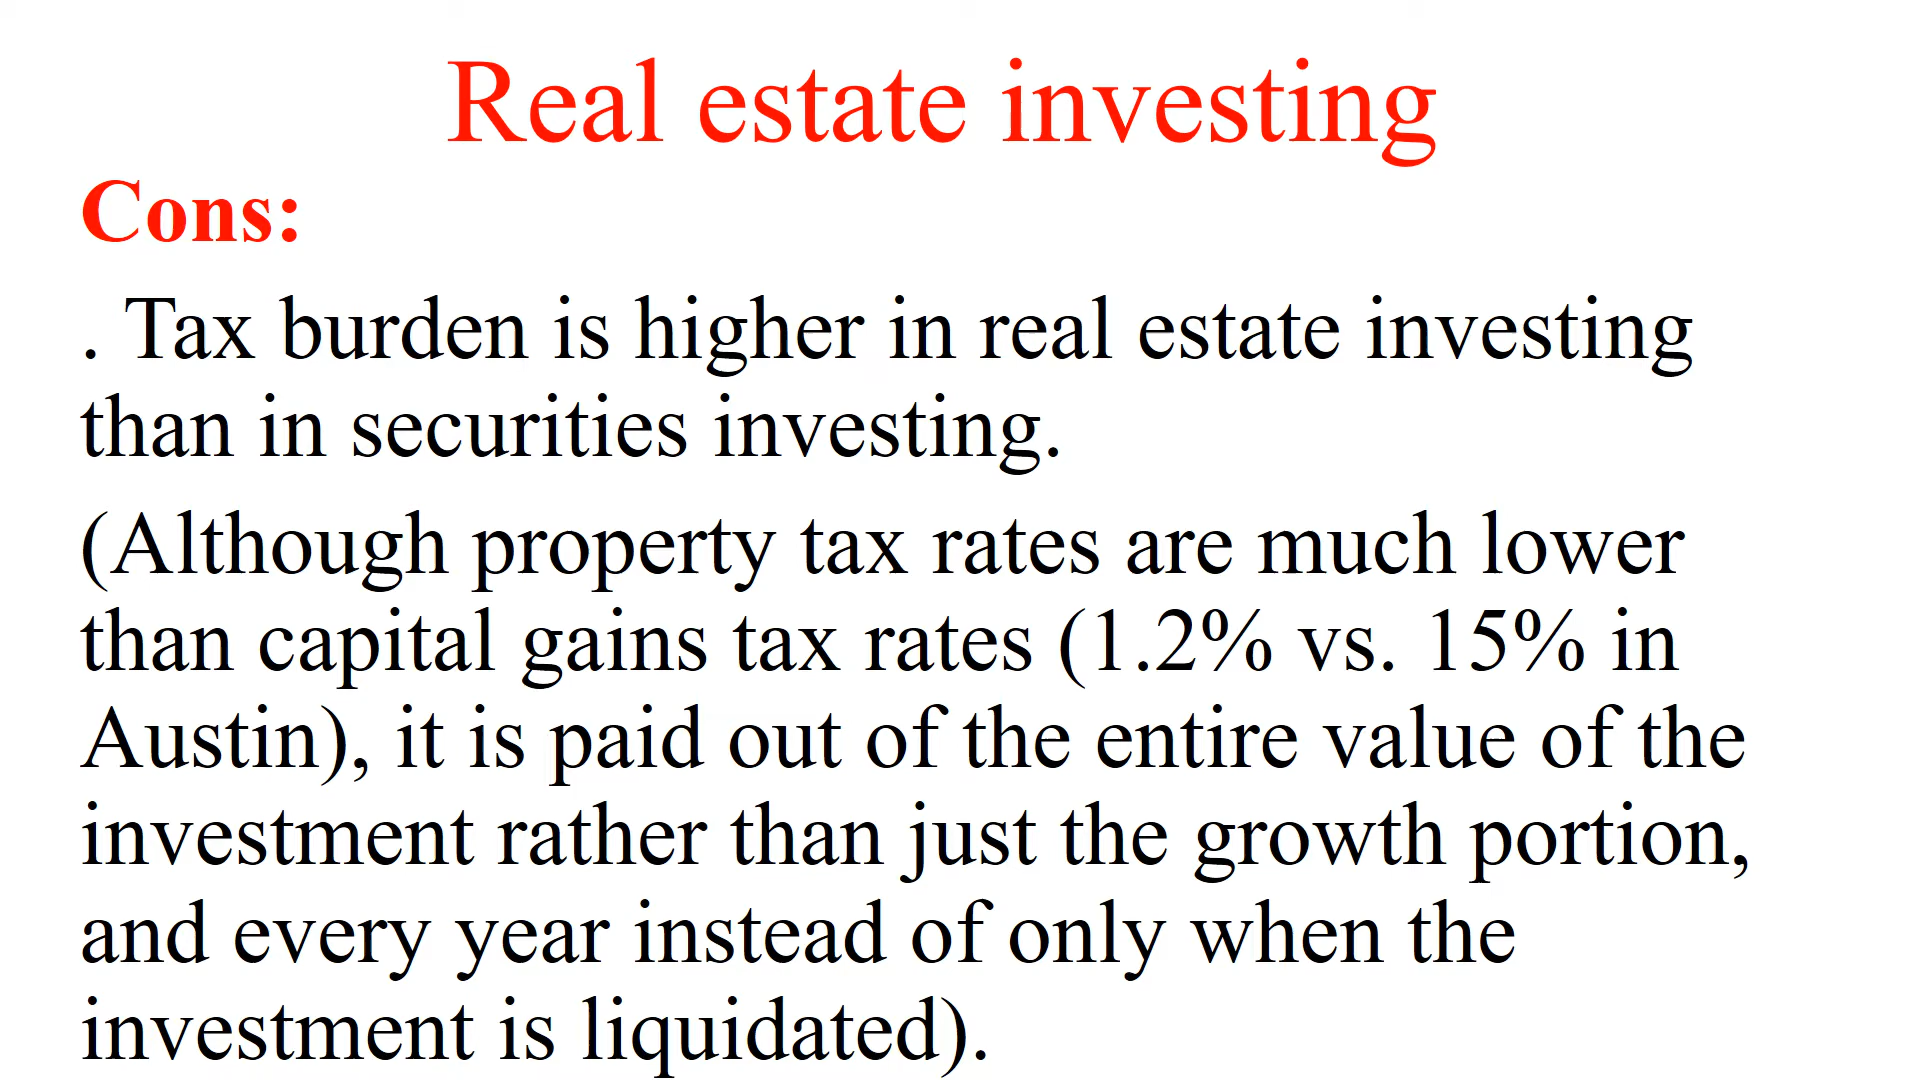 Real estate investing
Cons:
. Tax burden is higher in real estate investing
than in securities investing.
(Although property tax rates are much lower
than capital gains tax rates (1.2% vs. 15% in
Austin), it is paid out of the entire value of the
investment rather than just the growth portion,
and every year instead of only when the
investment is liquidated).